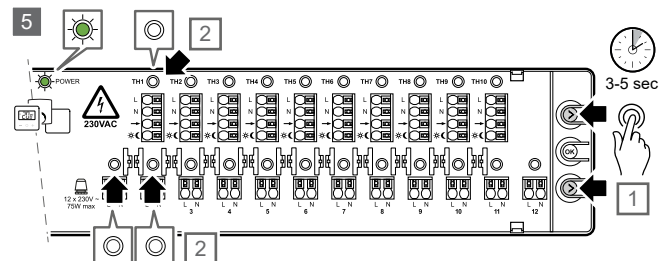 5
2
POWER
TH1 TH2 TH3 TH4 TH5 TH6 TH7 TH8 TH9 TH10
3-5 sec
L L L L L L L L L L
N N N N N N N N N N
230VAC
OK
1
12 x 230V ~
75W max
L N L N L N L N L N L N L N L N L N L N
3 4 5 6 7 8 9 10 11 12
2